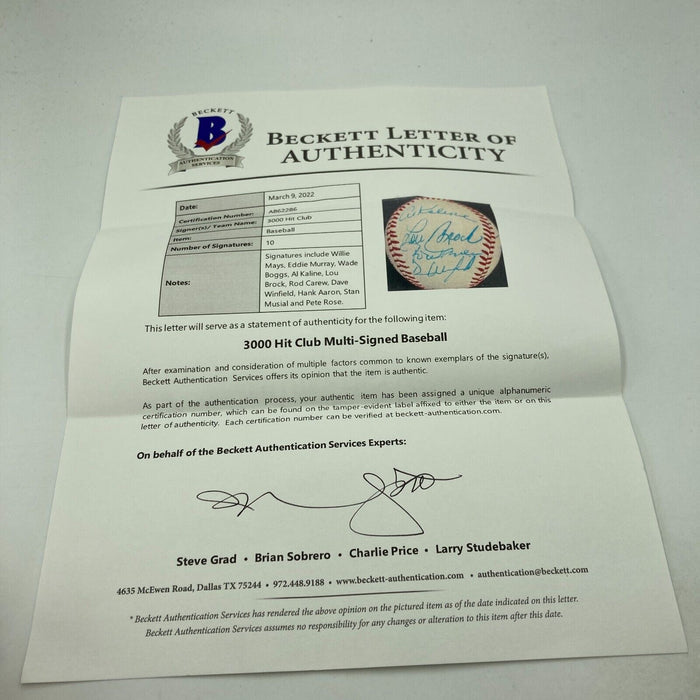 BECKETT
B
AUTHENTICATION
SERVICES
BECKETT LETTER OF
AUTHENTICITY
Date: March 9, 2022
Certification Number: AB62286
Signer(s)/ Team Name: 3000 Hit Club
Item: Baseball
Number of Signatures: 10
Notes:
Signatures include Willie
Mays, Eddie Murray, Wade
Boggs, Al Kaline, Lou
Brock, Rod Carew, Dave
Winfield, Hank Aaron, Stan
Musial and Pete Rose.
Al Kaline
Lou Brock
This letter will serve as a statement of authenticity for the following item:
3000 Hit Club Multi-Signed Baseball
After examination and consideration of multiple factors common to known exemplars of the signature(s),
Beckett Authentication Services offers its opinion that the item is authentic.
As part of the authentication process, your authentic item has been assigned a unique alphanumeric
certification number, which can be found on the tamper-evident label affixed to either the item or on this
letter of authenticity. Each certification number can be verified at beckett-authentication.com.
On behalf of the Beckett Authentication Services Experts:
Steve Grad • Brian Sobrero • Charlie Price • Larry Studebaker
4635 McEwen Road, Dallas TX 75244 • 972.448.9188 • www.beckett-authentication.com • authentication@beckett.com
* Beckett Authentication Services has rendered the above opinion on the pictured item as of the date indicated on this letter.
Beckett Authentication Services assumes no responsibility for any changes or alteration to this item after this date.